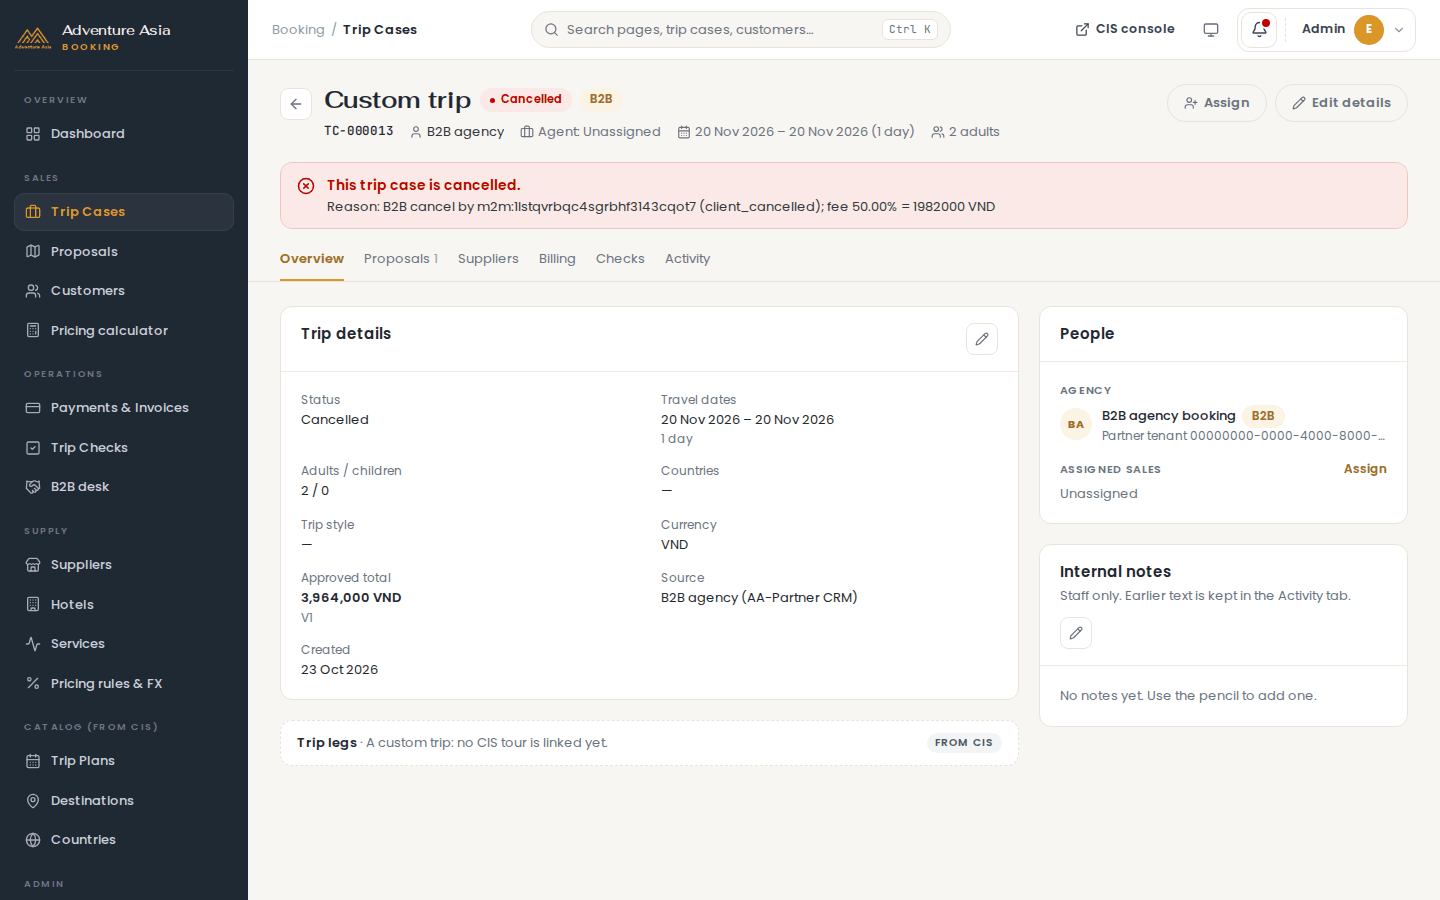 Adventure Asia
BOOKING
OVERVIEW
Dashboard
SALES
Trip Cases
Proposals
Customers
Pricing calculator
OPERATIONS
Payments & Invoices
Trip Checks
B2B desk
SUPPLY
Suppliers
Hotels
Services
Pricing rules & FX
CATALOG (FROM CIS)
Trip Plans
Destinations
Countries
ADMIN
Booking / Trip Cases
Search pages, trip cases, customers...
Ctrl K
CIS console
Admin
E
Custom trip
Cancelled
B2B
TC-000013
B2B agency
Agent: Unassigned
20 Nov 2026 – 20 Nov 2026 (1 day)
2 adults
Assign
Edit details
This trip case is cancelled.
Reason: B2B cancel by m2m:1lstqvrbqc4sgrbhf3143cqot7 (client_cancelled); fee 50.00% = 1982000 VND
Overview
Proposals 1
Suppliers
Billing
Checks
Activity
Trip details
Status
Cancelled
Travel dates
20 Nov 2026 – 20 Nov 2026
1 day
Adults / children
2 / 0
Countries
—
Trip style
—
Currency
VND
Approved total
3,964,000 VND
V1
Source
B2B agency (AA-Partner CRM)
Created
23 Oct 2026
Trip legs · A custom trip: no CIS tour is linked yet.
FROM CIS
People
AGENCY
BA
B2B agency booking
B2B
Partner tenant 00000000-0000-4000-8000-...
ASSIGNED SALES
Assign
Unassigned
Internal notes
Staff only. Earlier text is kept in the Activity tab.
No notes yet. Use the pencil to add one.